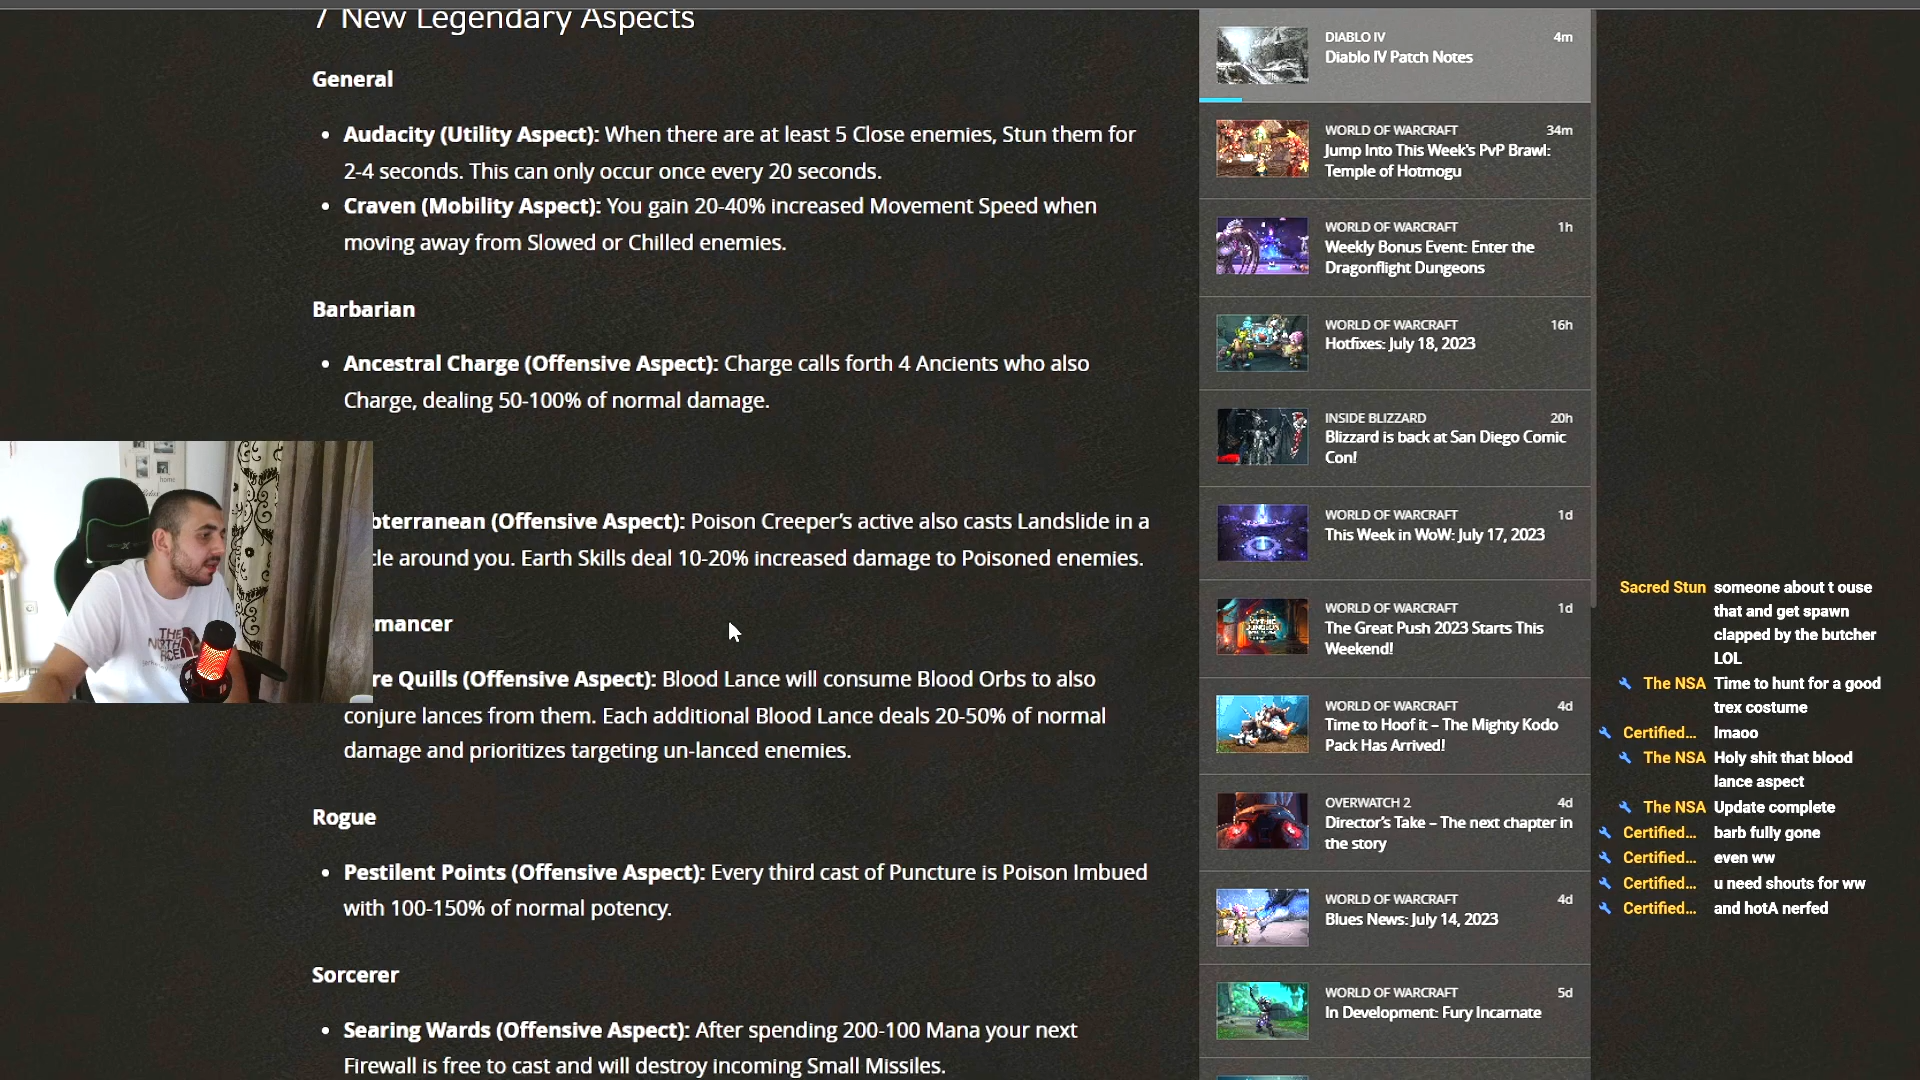 7 New Legendary Aspects
General
Audacity (Utility Aspect): When there are at least 5 Close enemies, Stun them for
2-4 seconds. This can only occur once every 20 seconds.
Craven (Mobility Aspect): You gain 20-40% increased Movement Speed when
moving away from Slowed or Chilled enemies.
Barbarian
Ancestral Charge (Offensive Aspect): Charge calls forth 4 Ancients who also
Charge, dealing 50-100% of normal damage.
bterranean (Offensive Aspect): Poison Creeper's active also casts Landslide in a
cle around you. Earth Skills deal 10-20% increased damage to Poisoned enemies.
mancer
re Quills (Offensive Aspect): Blood Lance will consume Blood Orbs to also
conjure lances from them. Each additional Blood Lance deals 20-50% of normal
damage and prioritizes targeting un-lanced enemies.
Rogue
Pestilent Points (Offensive Aspect): Every third cast of Puncture is Poison Imbued
with 100-150% of normal potency.
Sorcerer
Searing Wards (Offensive Aspect): After spending 200-100 Mana your next
Firewall is free to cast and will destroy incoming Small Missiles.
DIABLO IV 4m
Diablo IV Patch Notes
WORLD OF WARCRAFT 34m
Jump Into This Week's PvP Brawl:
Temple of Hotmogu
WORLD OF WARCRAFT 1h
Weekly Bonus Event: Enter the
Dragonflight Dungeons
WORLD OF WARCRAFT 16h
Hotfixes: July 18, 2023
INSIDE BLIZZARD 20h
Blizzard is back at San Diego Comic
Con!
WORLD OF WARCRAFT 1d
This Week in WoW: July 17, 2023
WORLD OF WARCRAFT 1d
The Great Push 2023 Starts This
Weekend!
WORLD OF WARCRAFT 4d
Time to Hoof it – The Mighty Kodo
Pack Has Arrived!
OVERWATCH 2 4d
Director's Take – The next chapter in
the story
WORLD OF WARCRAFT 4d
Blues News: July 14, 2023
WORLD OF WARCRAFT 5d
In Development: Fury Incarnate
Sacred Stun someone about t ouse
that and get spawn
clapped by the butcher
LOL
The NSA Time to hunt for a good
trex costume
Certified... lmaoo
The NSA Holy shit that blood
lance aspect
The NSA Update complete
Certified... barb fully gone
Certified... even ww
Certified... u need shouts for ww
Certified... and hotA nerfed
home
THE
NORTH
FACE